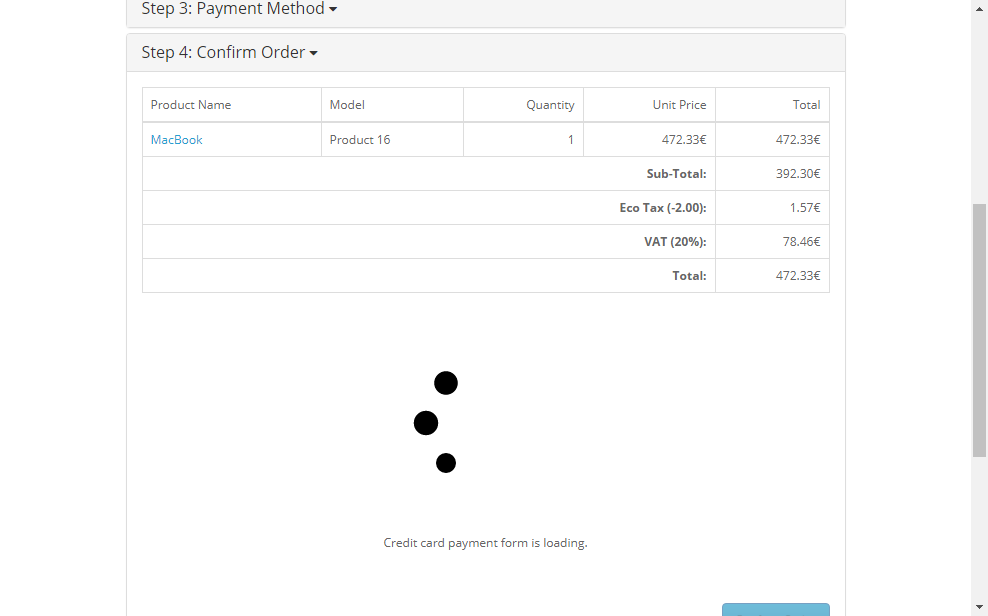 Step 3: Payment Method
Step 4: Confirm Order
Product Name Model Quantity Unit Price Total
MacBook Product 16 1 472.33€ 472.33€
Sub-Total: 392.30€
Eco Tax (-2.00): 1.57€
VAT (20%): 78.46€
Total: 472.33€
Credit card payment form is loading.